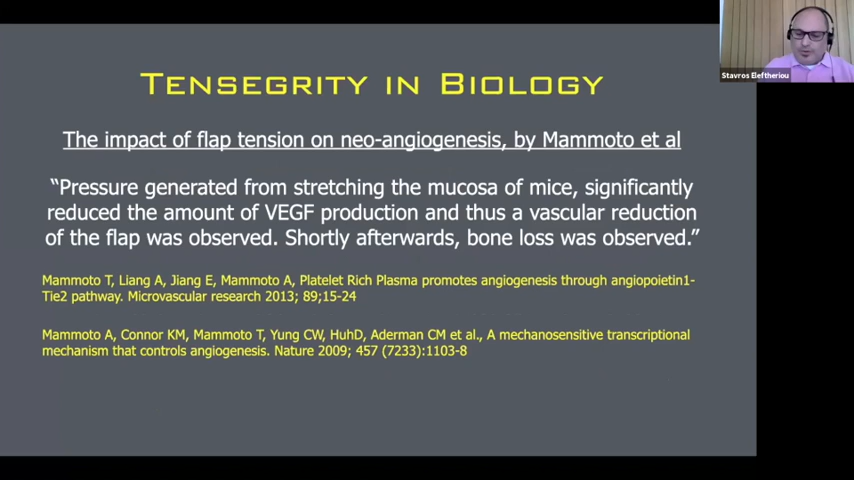 TENSEGRITY IN BIOLOGY
The impact of flap tension on neo-angiogenesis, by Mammoto et al
“Pressure generated from stretching the mucosa of mice, significantly
reduced the amount of VEGF production and thus a vascular reduction
of the flap was observed. Shortly afterwards, bone loss was observed.”
Mammoto T, Liang A, Jiang E, Mammoto A, Platelet Rich Plasma promotes angiogenesis through angiopoietin1-
Tie2 pathway. Microvascular research 2013; 89;15-24
Mammoto A, Connor KM, Mammoto T, Yung CW, HuhD, Aderman CM et al., A mechanosensitive transcriptional
mechanism that controls angiogenesis. Nature 2009; 457 (7233):1103-8
Stavros Eleftheriou